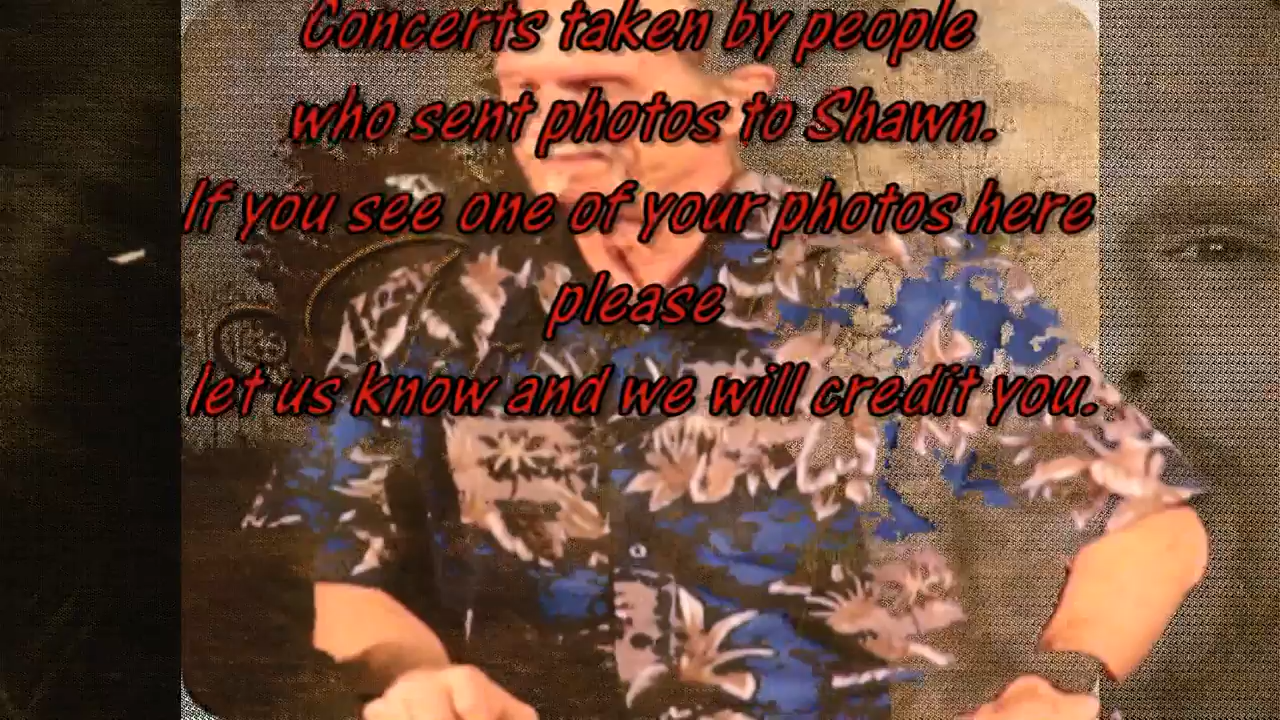 Concerts taken by people
who sent photos to Shawn.
If you see one of your photos here
please
let us know and we will credit you.